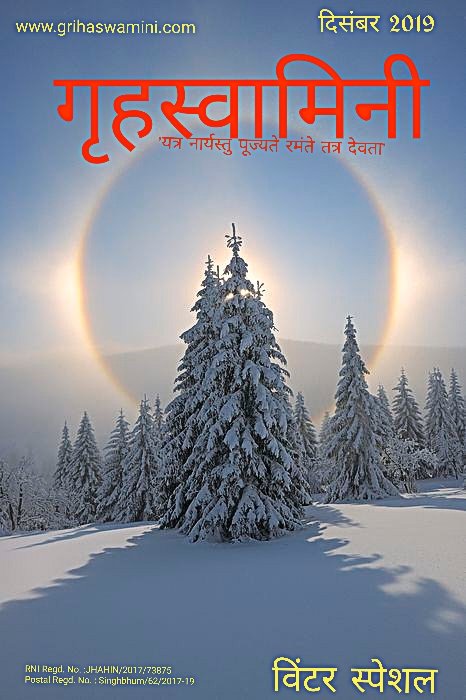 www.grihaswamini.com
दिसंबर 2019
गृहस्वामिनी
'यत्र नार्यस्तु पूज्यते रमंते तत्र देवता'
RNI Regd. No. :JHAHIN/2017/73875
Postal Regd. No. : Singhbhum/62/2017-19
विंटर स्पेशल